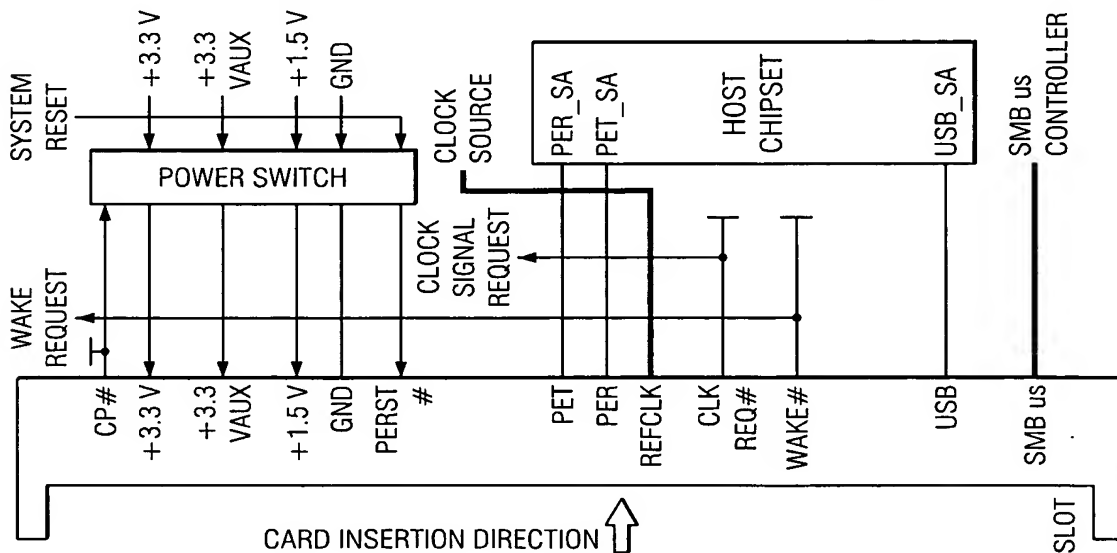 SYSTEM
RESET
+3.3 V
+3.3
VAUX
+1.5 V
GND
POWER SWITCH
CLOCK
SOURCE
PER_SA
PET_SA
HOST
CHIPSET
USB_SA
SMB us
CONTROLLER
WAKE
REQUEST
CLOCK
SIGNAL
REQUEST
CP#
+3.3 V
+3.3
VAUX
+1.5 V
GND
PERST
#
PET
PER
REFCLK
CLK
REQ#
WAKE#
USB
SMB us
CARD INSERTION DIRECTION
SLOT